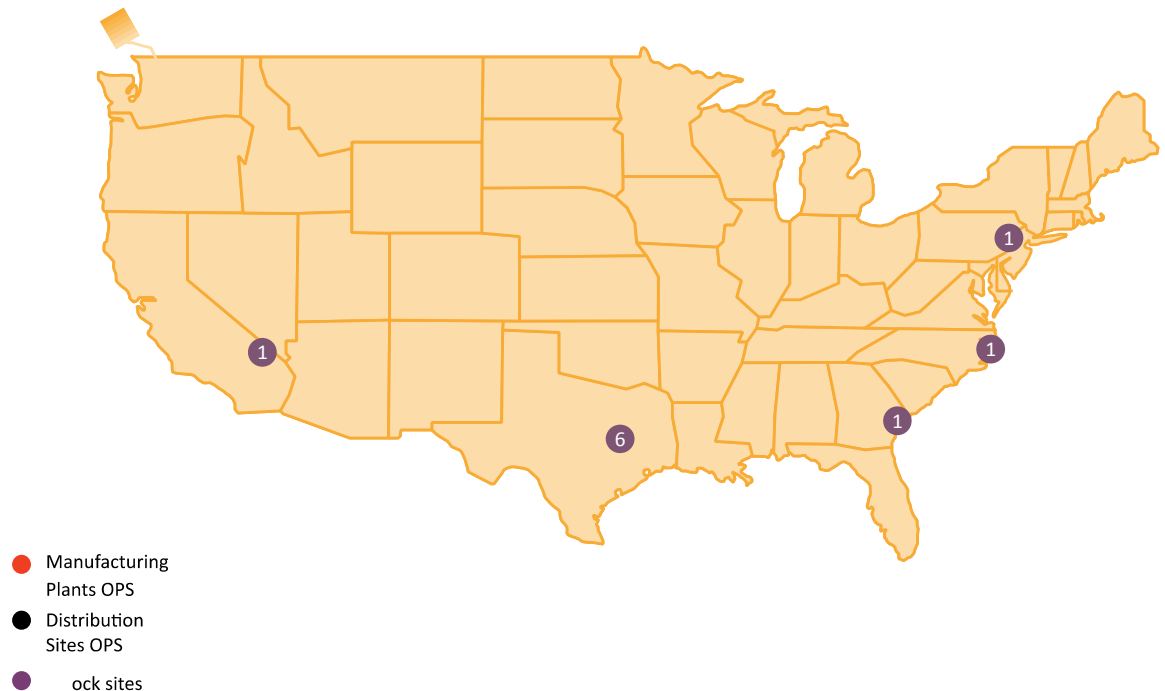 1
1
1
1
6
Manufacturing
Plants OPS
Distribution
Sites OPS
ock sites